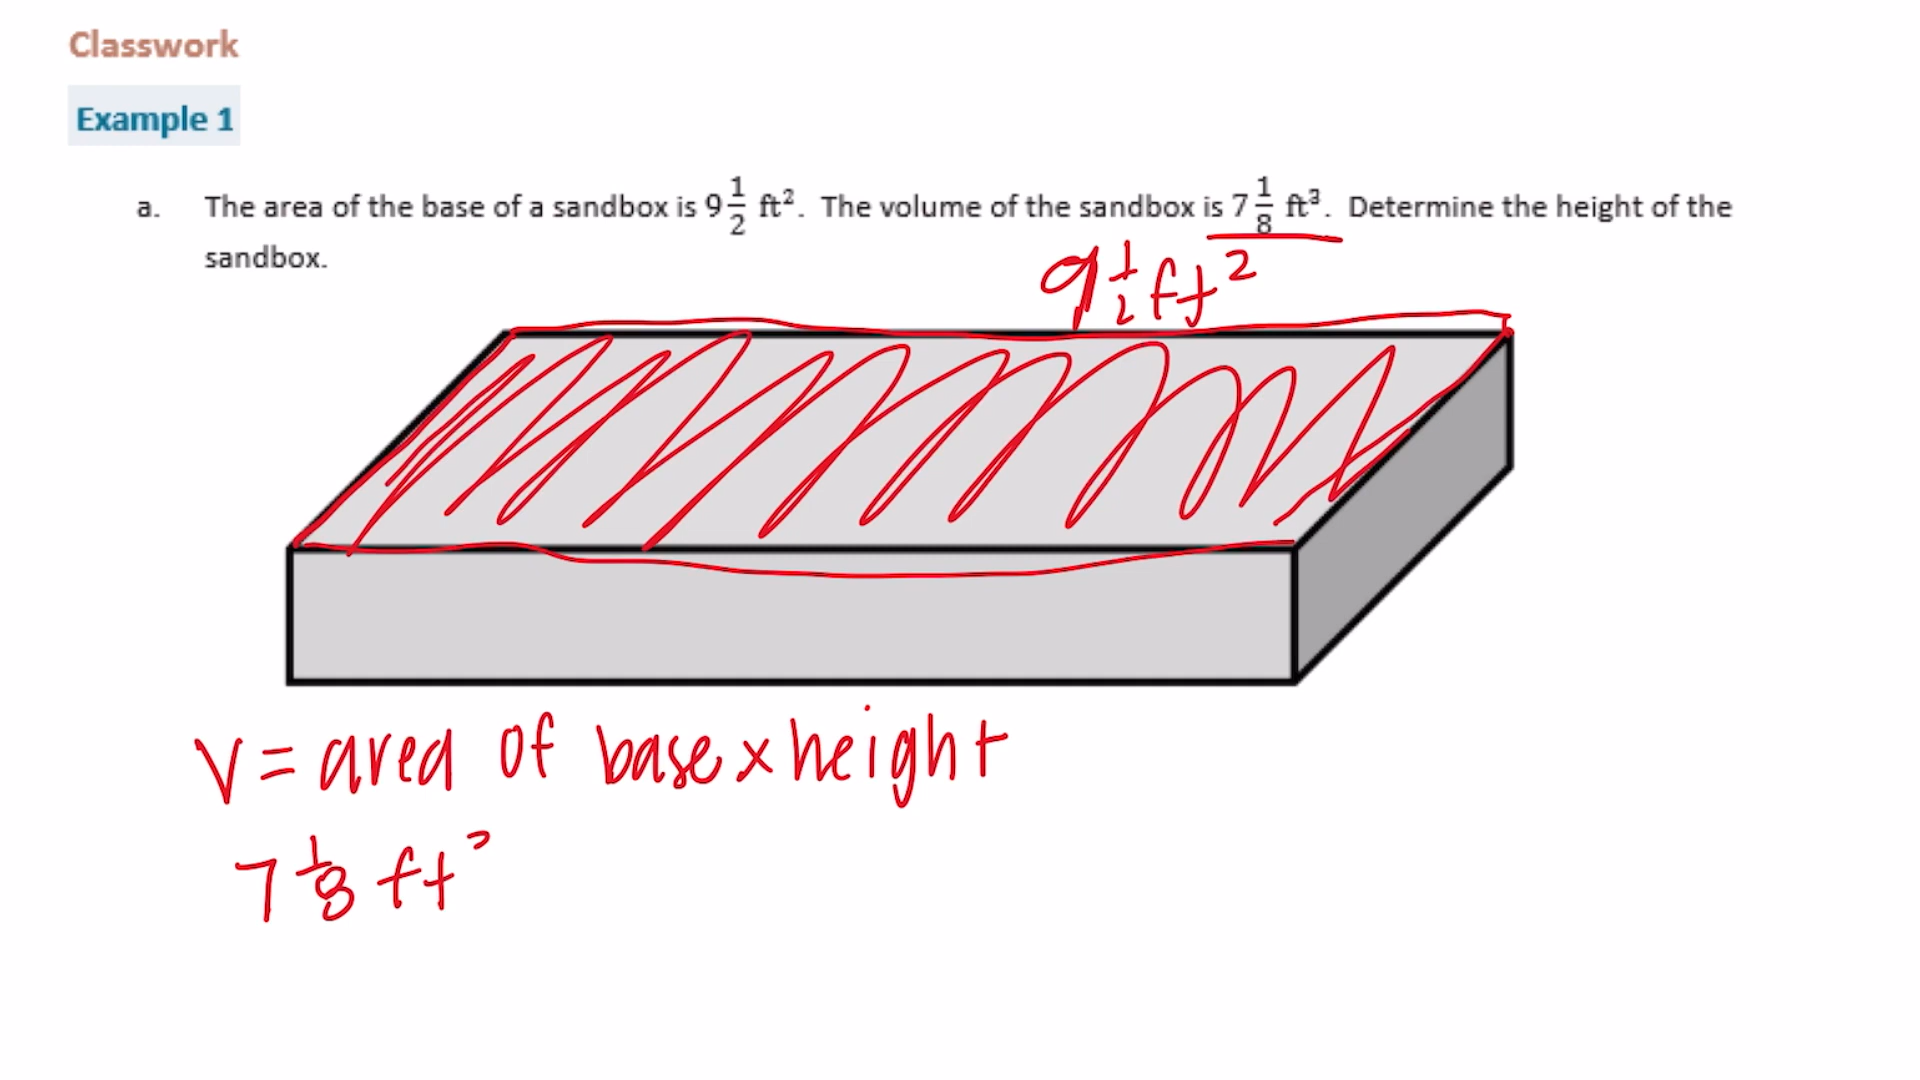 Classwork
Example 1
a. The area of the base of a sandbox is 9 1/2 ft². The volume of the sandbox is 7 1/8 ft³. Determine the height of the
sandbox.
9 1/2 ft²
V = area of base x height
7 1/8 ft³